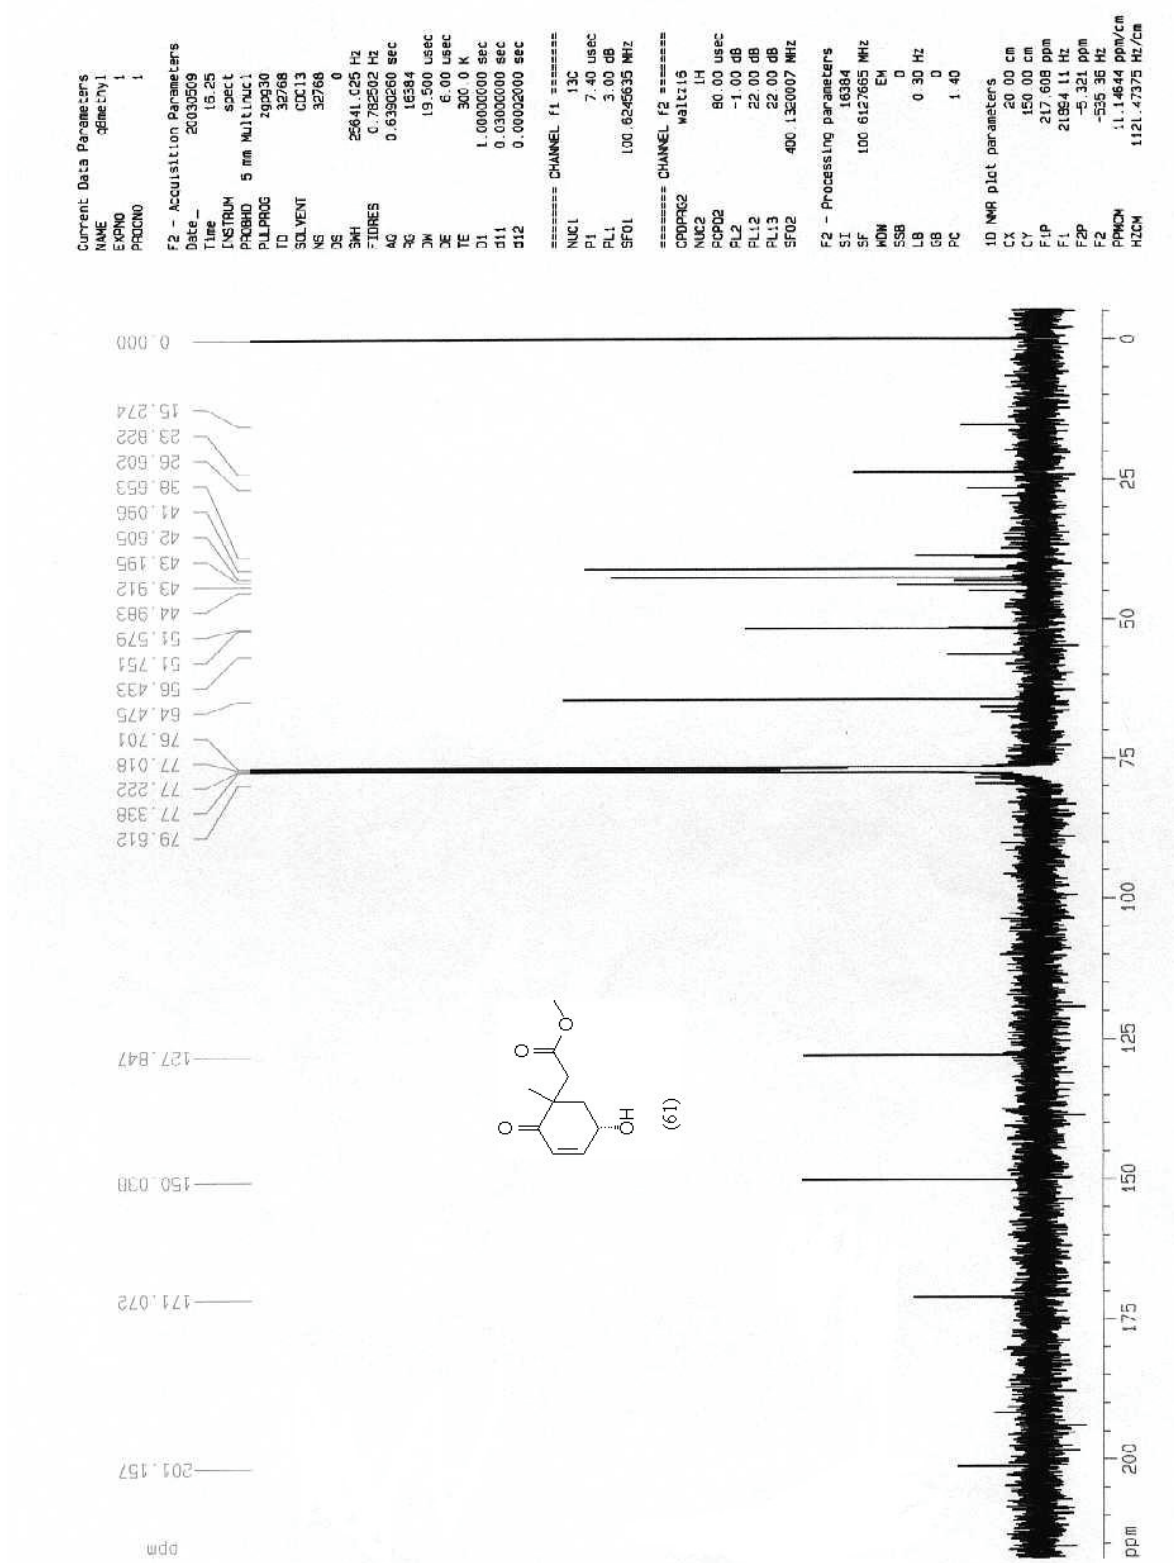 Current Data Parameters
NAME q8methyl
EXPNO 1
PROCNO 1
F2 - Acquisition Parameters
Date_ 20030509
Time 16.25
INSTRUM spect
PROBHD 5 mm Multinucl
PULPROG zgpg30
TD 32768
SOLVENT CDCl3
NS 32768
DS 0
SWH 25641.025 Hz
FIDRES 0.782502 Hz
AQ 0.6390260 sec
RG 16384
DW 19.500 usec
DE 6.00 usec
TE 300.0 K
D1 1.00000000 sec
d11 0.03000000 sec
d12 0.00002000 sec
======= CHANNEL f1 =======
NUC1 13C
P1 7.40 usec
PL1 3.00 dB
SFO1 100.6245635 MHz
======= CHANNEL f2 =======
CPDPRG2 waltz16
NUC2 1H
PCPD2 80.00 usec
PL2 -1.00 dB
PL12 22.00 dB
PL13 22.00 dB
SFO2 400.1320007 MHz
F2 - Processing parameters
SI 16384
SF 100.6127665 MHz
WDW EM
SSB 0
LB 0.30 Hz
GB 0
PC 1.40
1D NMR plot parameters
CX 20.00 cm
CY 150.00 cm
F1P 217.608 ppm
F1 21894.11 Hz
F2P -5.321 ppm
F2 -535.36 Hz
PPMCM 11.14644 ppm/cm
HZCM 1121.47375 Hz/cm
ppm
201.157
171.072
150.038
127.847
79.612
77.338
77.222
77.018
76.701
64.475
56.433
51.751
51.579
44.983
43.912
43.195
42.605
41.096
38.653
26.602
23.822
15.274
0.000
O
O
O
OH
(61)
ppm 200 175 150 125 100 75 50 25 0